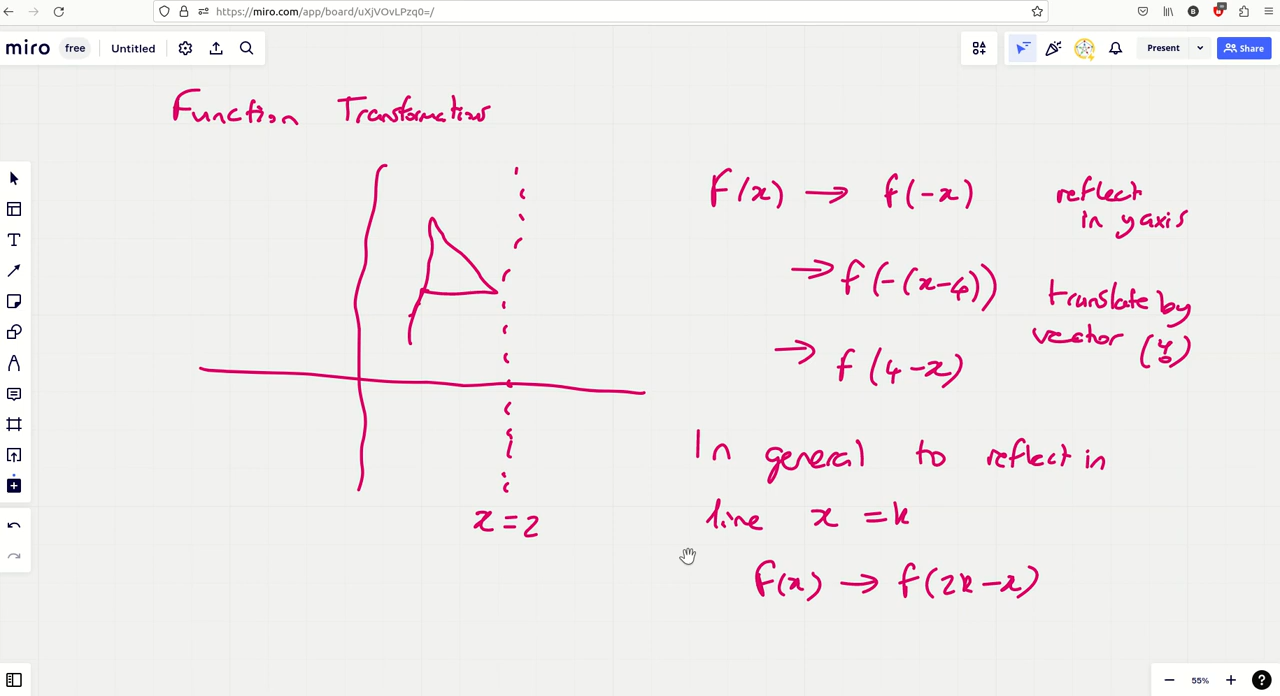 https://miro.com/app/board/uXjVOvLPzq0=/
miro free Untitled Present Share
Function Transformations
F(x) → f(-x) reflect in y axis
→ f(-(x-4)) translate by vector (4 0)
→ f(4-x)
In general to reflect in
line x = k
F(x) → f(2k-x)
x = 2
55%